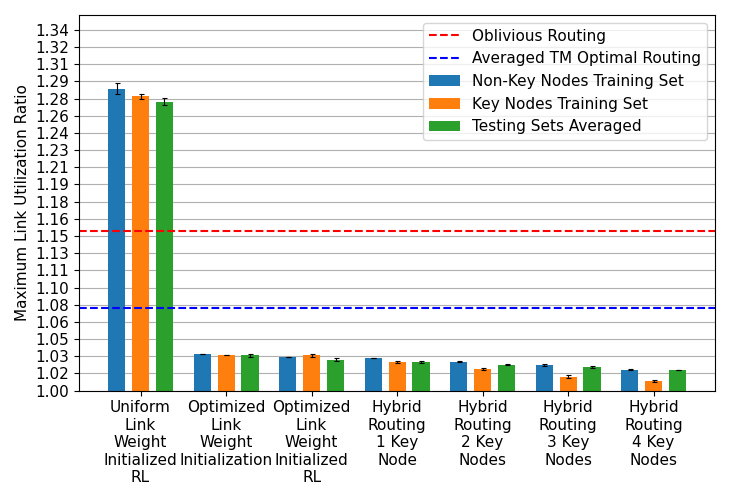 Maximum Link Utilization Ratio
1.34
1.32
1.31
1.29
1.28
1.26
1.24
1.23
1.21
1.19
1.18
1.16
1.15
1.13
1.11
1.10
1.08
1.06
1.05
1.03
1.02
1.00
Oblivious Routing
Averaged TM Optimal Routing
Non-Key Nodes Training Set
Key Nodes Training Set
Testing Sets Averaged
Uniform
Link
Weight
Initialized
RL
Optimized
Link
Weight
Initialization
Optimized
Link
Weight
Initialized
RL
Hybrid
Routing
1 Key
Node
Hybrid
Routing
2 Key
Nodes
Hybrid
Routing
3 Key
Nodes
Hybrid
Routing
4 Key
Nodes